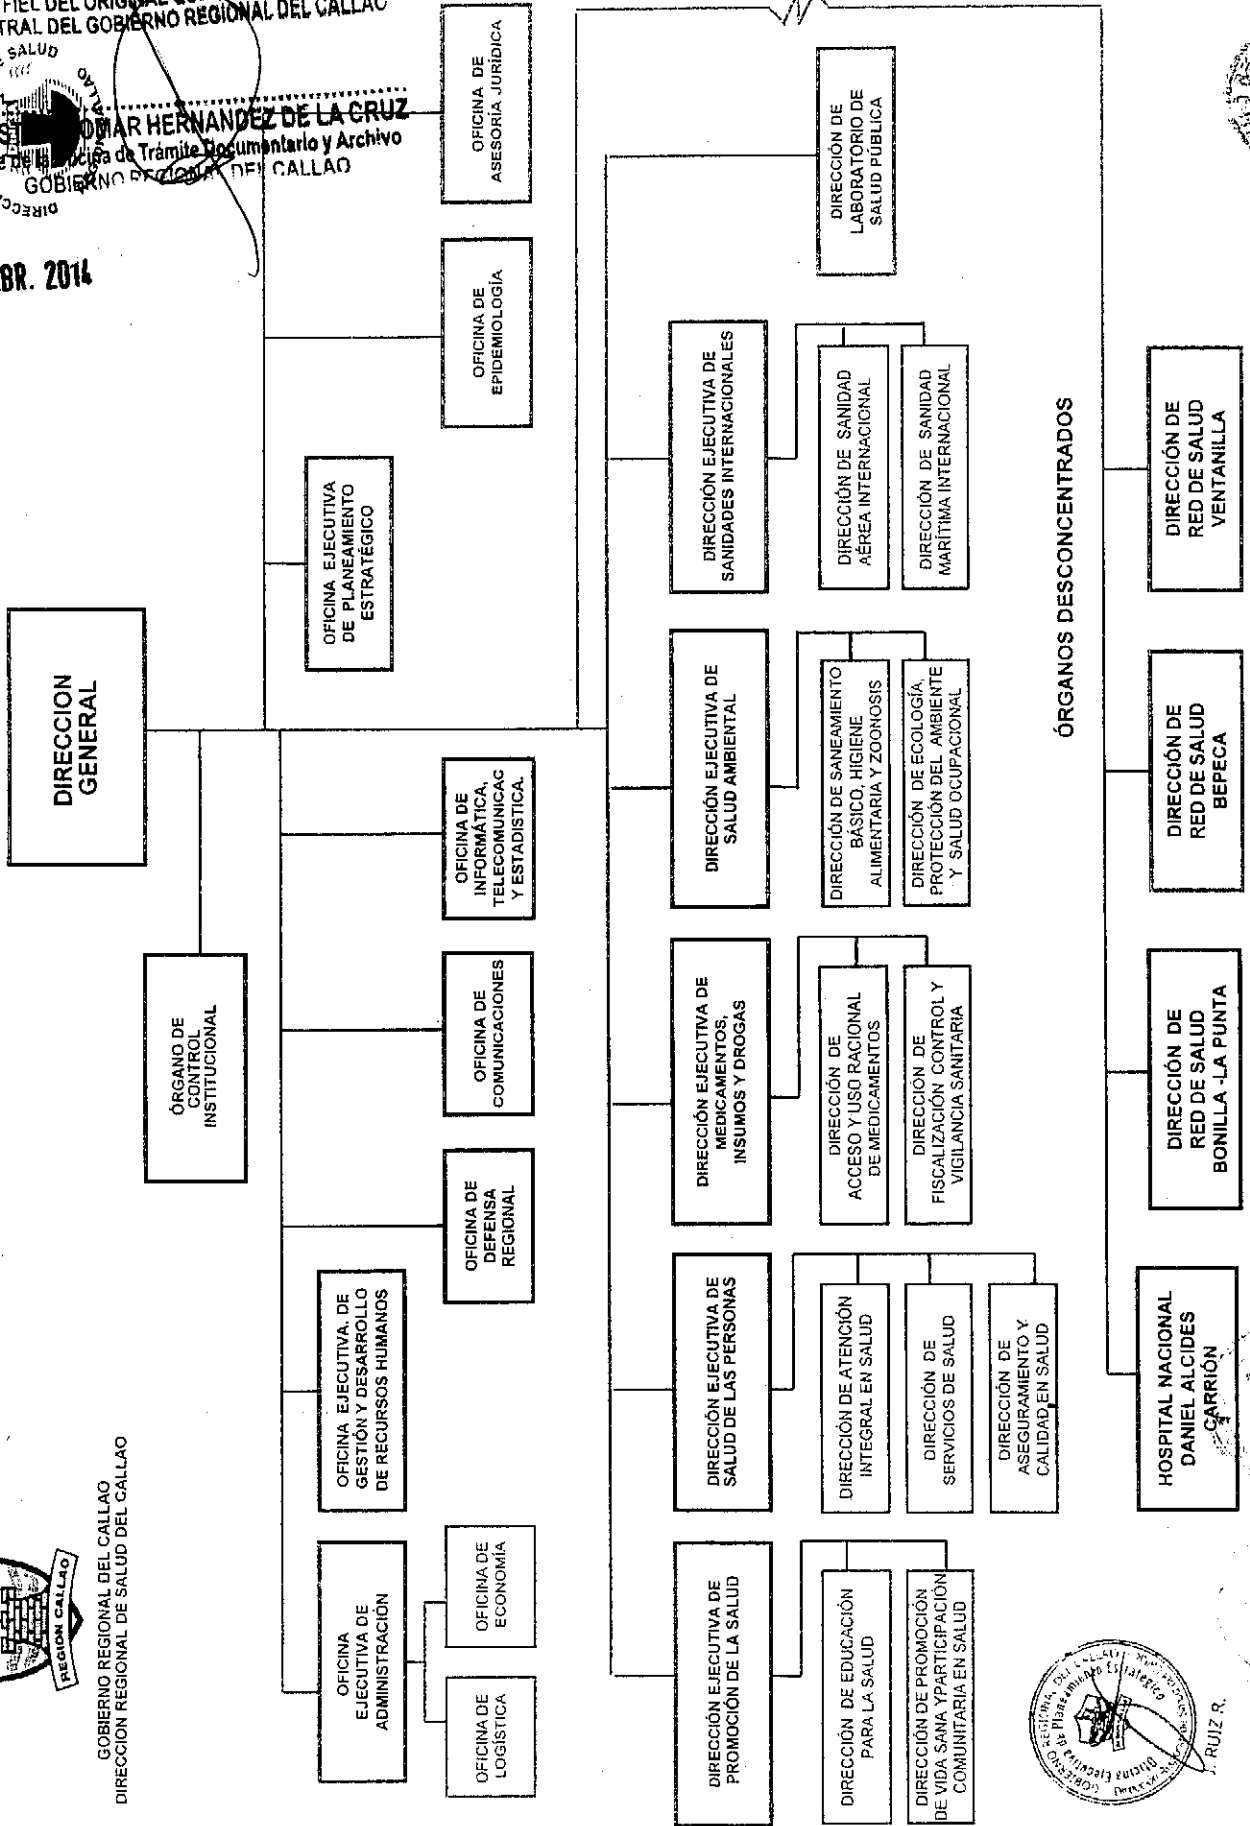 FIEL DEL ORIGINAL
TRAL DEL GOBIERNO REGIONAL DEL CALLAO
OMAR HERNANDEZ DE LA CRUZ
de Trámite Documentario y Archivo
GOBIERNO REGIONAL DEL CALLAO
BR. 2014
REGION CALLAO
GOBIERNO REGIONAL DEL CALLAO
DIRECCION REGIONAL DE SALUD DEL CALLAO
DIRECCION
GENERAL
ÓRGANO DE
CONTROL
INSTITUCIONAL
OFICINA EJECUTIVA
DE PLANEAMIENTO
ESTRATÉGICO
OFICINA DE
EPIDEMIOLOGÍA
OFICINA DE
ASESORÍA JURÍDICA
OFICINA
EJECUTIVA DE
ADMINISTRACIÓN
OFICINA DE
LOGÍSTICA
OFICINA DE
ECONOMÍA
OFICINA EJECUTIVA. DE
GESTIÓN Y DESARROLLO
DE RECURSOS HUMANOS
OFICINA DE
DEFENSA
REGIONAL
OFICINA DE
COMUNICACIONES
OFICINA DE
INFORMÁTICA,
TELECOMUNICAC
Y ESTADISTICA.
DIRECCIÓN EJECUTIVA DE
PROMOCIÓN DE LA SALUD
DIRECCIÓN DE EDUCACIÓN
PARA LA SALUD
DIRECCIÓN DE PROMOCIÓN
DE VIDA SANA YPARTICIPACIÓN
COMUNITARIA EN SALUD
DIRECCIÓN EJECUTIVA DE
SALUD DE LAS PERSONAS
DIRECCIÓN DE ATENCIÓN
INTEGRAL EN SALUD
DIRECCIÓN DE
SERVICIOS DE SALUD
DIRECCIÓN DE
ASEGURAMIENTO Y
CALIDAD EN SALUD
DIRECCIÓN EJECUTIVA DE
MEDICAMENTOS,
INSUMOS Y DROGAS
DIRECCIÓN DE
ACCESO Y USO RACIONAL
DE MEDICAMENTOS
DIRECCIÓN DE
FISCALIZACIÓN CONTROL Y
VIGILANCIA SANITARIA
DIRECCIÓN EJECUTIVA DE
SALUD AMBIENTAL
DIRECCIÓN DE SANEAMIENTO
BÁSICO, HIGIENE
ALIMENTARIA Y ZOONOSIS
DIRECCIÓN DE ECOLOGÍA,
PROTECCIÓN DEL AMBIENTE
Y SALUD OCUPACIONAL
DIRECCIÓN EJECUTIVA DE
SANIDADES INTERNACIONALES
DIRECCIÓN DE SANIDAD
AÉREA INTERNACIONAL
DIRECCIÓN DE SANIDAD
MARÍTIMA INTERNACIONAL
DIRECCIÓN DE
LABORATORIO DE
SALUD PÚBLICA
ÓRGANOS DESCONCENTRADOS
HOSPITAL NACIONAL
DANIEL ALCIDES
CARRIÓN
DIRECCIÓN DE
RED DE SALUD
BONILLA -LA PUNTA
DIRECCIÓN DE
RED DE SALUD
BEPECA
DIRECCIÓN DE
RED DE SALUD
VENTANILLA
J. RUIZ R.